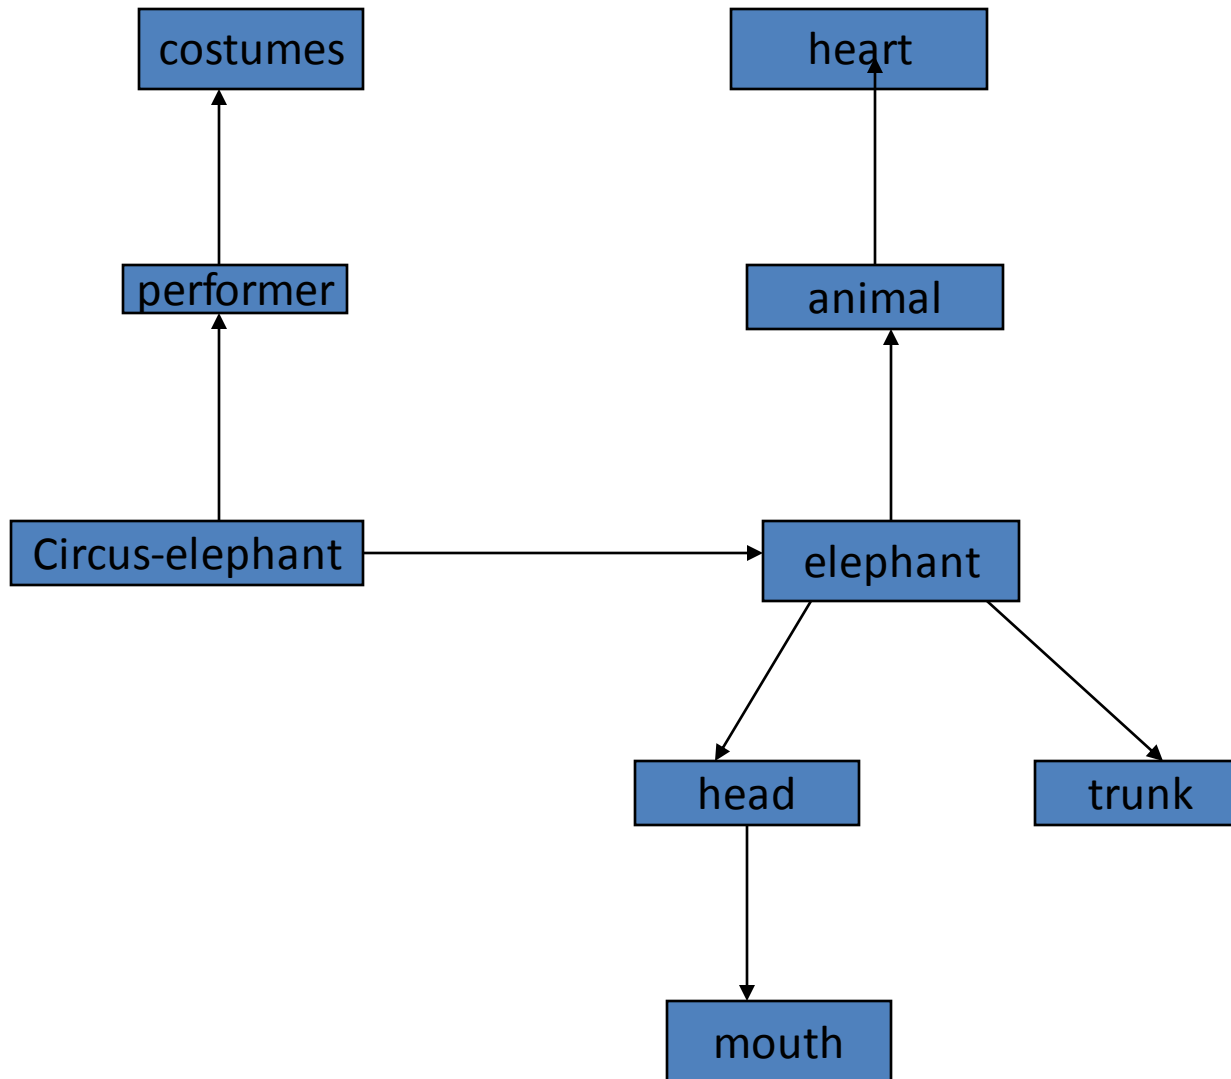 costumes
heart
performer
animal
Circus-elephant
elephant
head
trunk
mouth